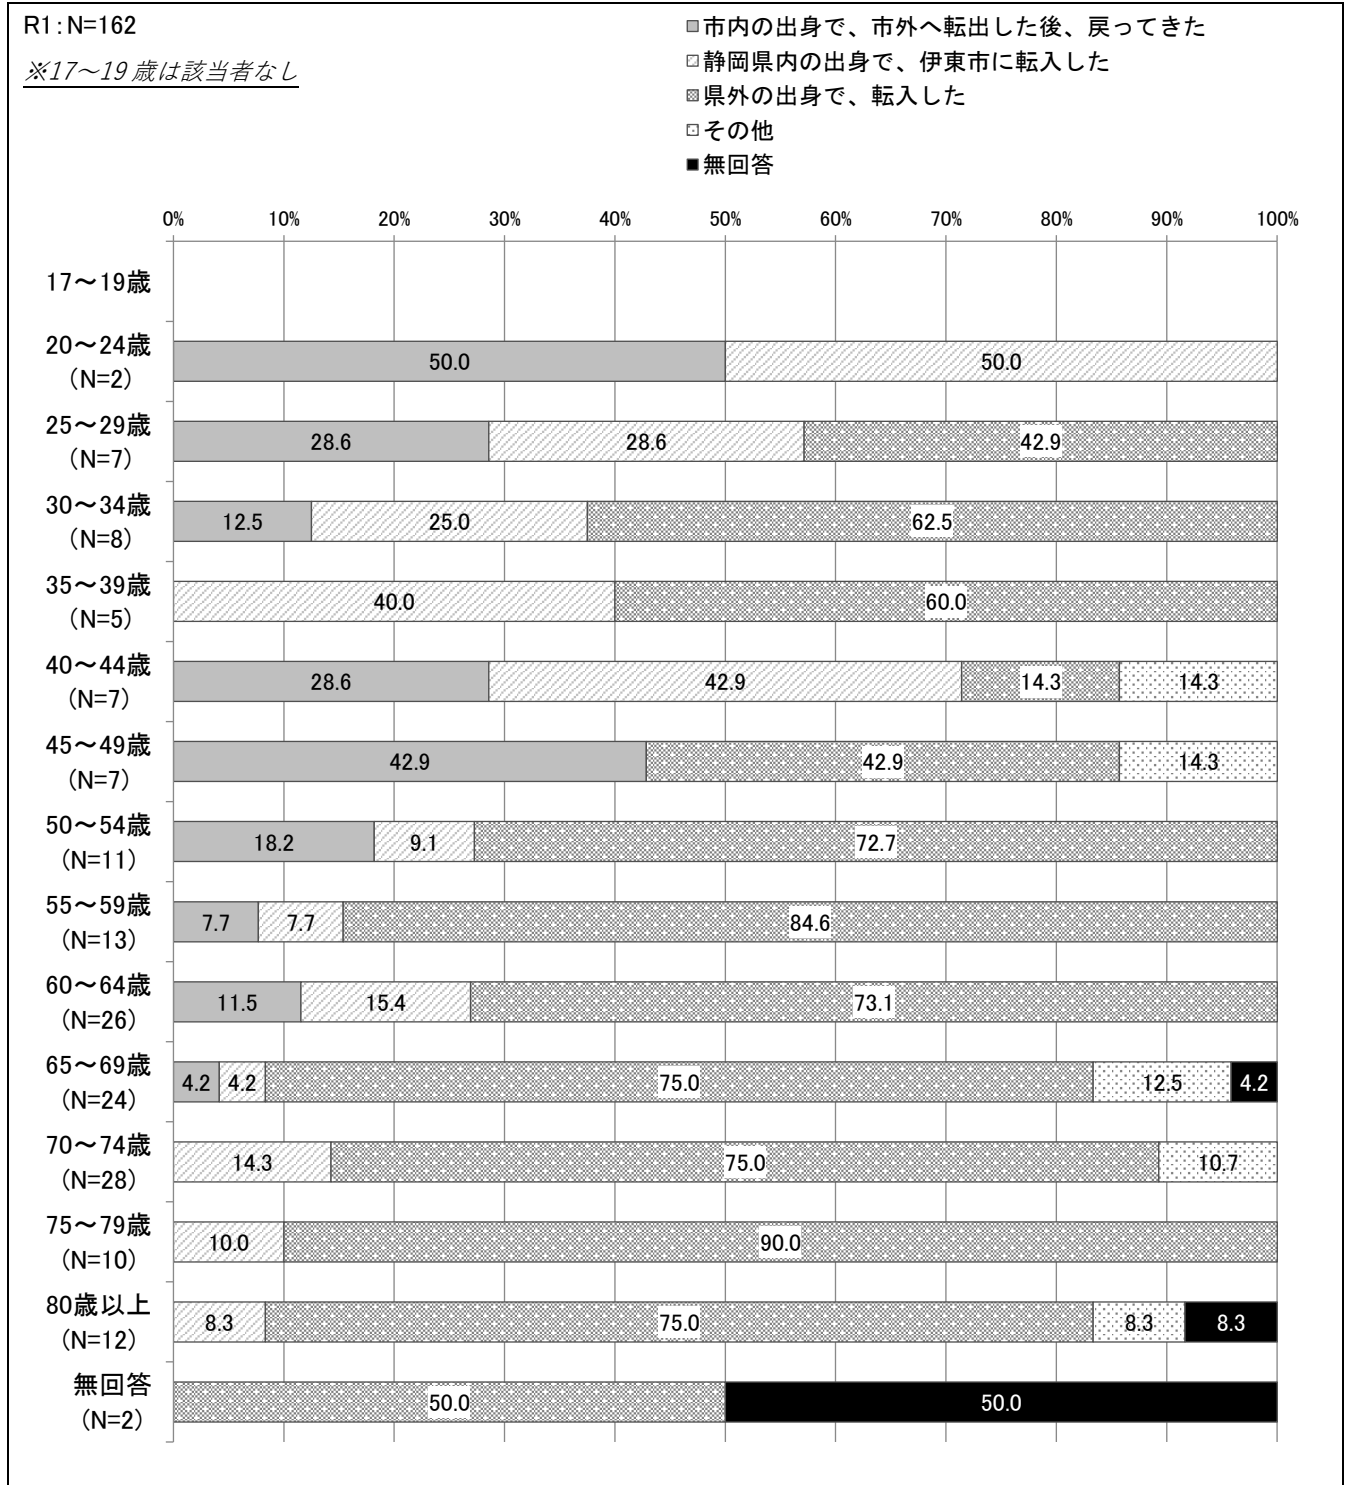 R1:N=162
※17～19歳は該当者なし
市内の出身で、市外へ転出した後、戻ってきた
静岡県内の出身で、伊東市に転入した
県外の出身で、転入した
その他
無回答
0% 10% 20% 30% 40% 50% 60% 70% 80% 90% 100%
17～19歳
20～24歳
(N=2)
50.0 50.0
25～29歳
(N=7)
28.6 28.6 42.9
30～34歳
(N=8)
12.5 25.0 62.5
35～39歳
(N=5)
40.0 60.0
40～44歳
(N=7)
28.6 42.9 14.3 14.3
45～49歳
(N=7)
42.9 42.9 14.3
50～54歳
(N=11)
18.2 9.1 72.7
55～59歳
(N=13)
7.7 7.7 84.6
60～64歳
(N=26)
11.5 15.4 73.1
65～69歳
(N=24)
4.2 4.2 75.0 12.5 4.2
70～74歳
(N=28)
14.3 75.0 10.7
75～79歳
(N=10)
10.0 90.0
80歳以上
(N=12)
8.3 75.0 8.3 8.3
無回答
(N=2)
50.0 50.0